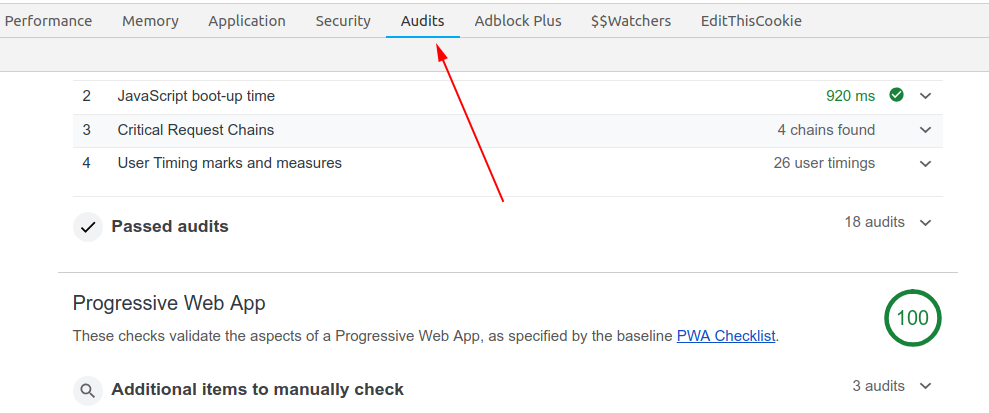 Performance Memory Application Security Audits Adblock Plus $$Watchers EditThisCookie
2 JavaScript boot-up time 920 ms
3 Critical Request Chains 4 chains found
4 User Timing marks and measures 26 user timings
Passed audits 18 audits
Progressive Web App 100
These checks validate the aspects of a Progressive Web App, as specified by the baseline PWA Checklist.
Additional items to manually check 3 audits